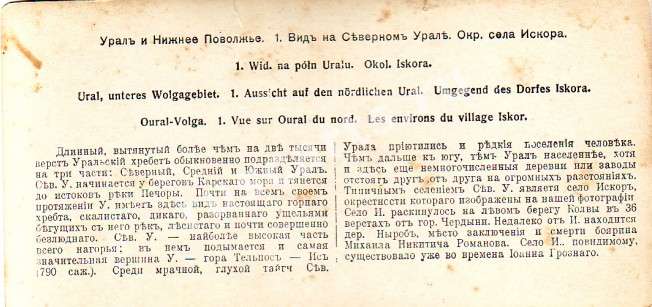 Уралъ и Нижнее Поволжье. 1. Видъ на Сѣверномъ Уралѣ. Окр. села Искора.
1. Wid. na półn Uralu. Okol. Iskora.
Ural, unteres Wolgagebiet. 1. Aussicht auf den nördlichen Ural. Umgegend des Dorfes Iskora.
Oural-Volga. 1. Vue sur Oural du nord. Les environs du village Iskor.
Длинный, вытянутый болѣе чѣмъ на двѣ тысячи
верстъ Уральскій хребетъ обыкновенно подраздѣляется
на три части: Сѣверный, Средній и Южный Уралъ.
Сѣв. У. начинается у береговъ Карскаго моря и тянется
до истоковъ рѣки Печоры. Почти на всемъ своемъ
протяженіи У. имѣетъ здѣсь видъ настоящаго горнаго
хребта, скалистаго, дикаго, разорваннаго ущельями
бѣгущихъ съ него рѣкъ, лѣсистаго и почти совершенно
безлюднаго. Сѣв. У. — наиболѣе высокая часть
всего нагорья: въ немъ подымается и самая
значительная вершина У. — гора Тельпосъ — Исъ
(790 саж.). Среди мрачной, глухой тайги Сѣв.
Урала пріютились и рѣдкія поселенія человѣка.
Чѣмъ дальше къ югу, тѣмъ Уралъ населеннѣе, хотя
и здѣсь еще немногочисленныя деревни или заводы
отстоятъ другъ отъ друга на огромныхъ разстояніяхъ.
Типичнымъ селеніемъ Сѣв. У. являетя село Искоръ,
окрестности котораго изображены на нашей фотографіи
Село И. раскинулось на лѣвомъ берегу Колвы въ 36
верстахъ отъ гор. Чердыни. Недалеко отъ И. находится
дер. Ныробъ, мѣсто заключенія и смерти боярина
Михаила Никитича Романова. Село И., повидимому,
существовало уже во времена Іоанна Грознаго.